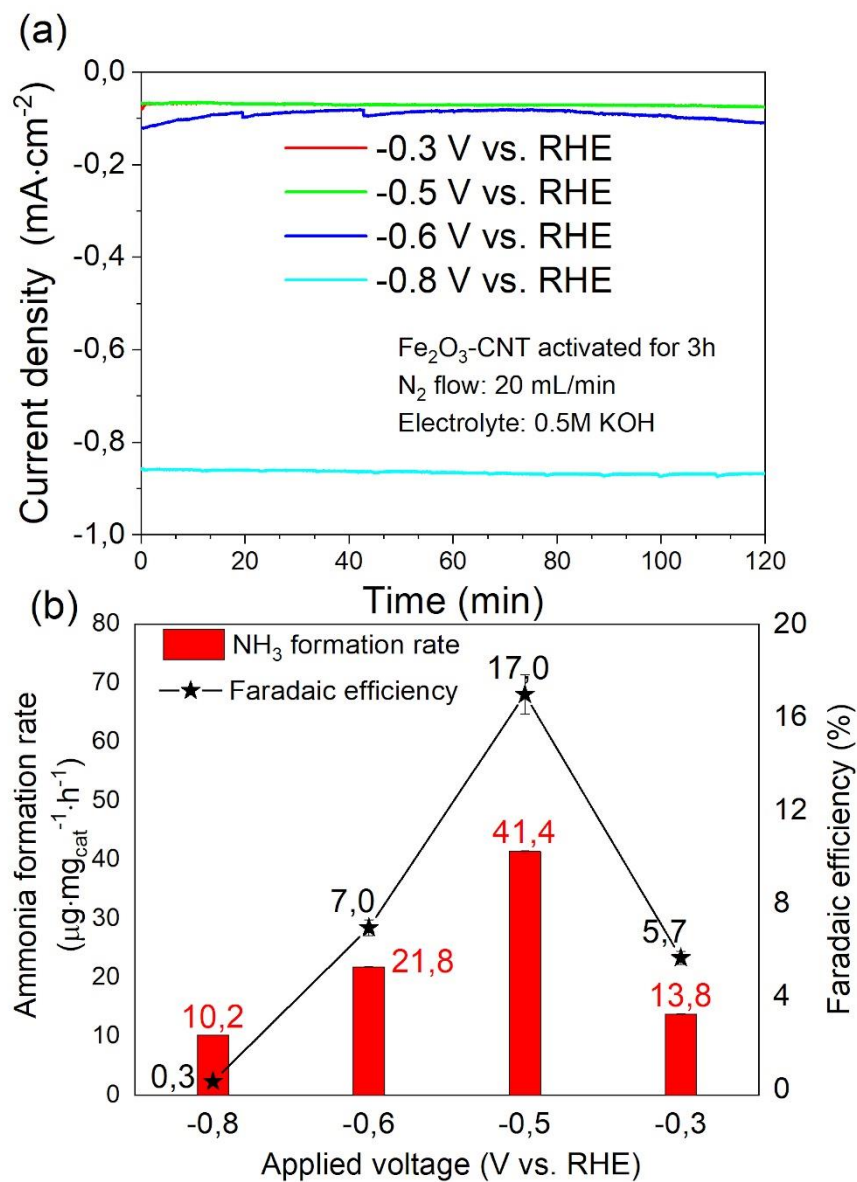 (a)
0,0
-0,2
-0,4
-0,6
-0,8
-1,0
Current density (mA·cm⁻²)
-0.3 V vs. RHE
-0.5 V vs. RHE
-0.6 V vs. RHE
-0.8 V vs. RHE
Fe₂O₃-CNT activated for 3h
N₂ flow: 20 mL/min
Electrolyte: 0.5M KOH
0 20 40 60 80 100 120
Time (min)
(b)
80
70
60
50
40
30
20
10
0
Ammonia formation rate
(μg·mg_cat⁻¹·h⁻¹)
NH₃ formation rate
Faradaic efficiency
17,0
41,4
7,0
21,8
5,7
13,8
10,2
0,3
20
16
12
8
4
0
Faradaic efficiency (%)
-0,8 -0,6 -0,5 -0,3
Applied voltage (V vs. RHE)